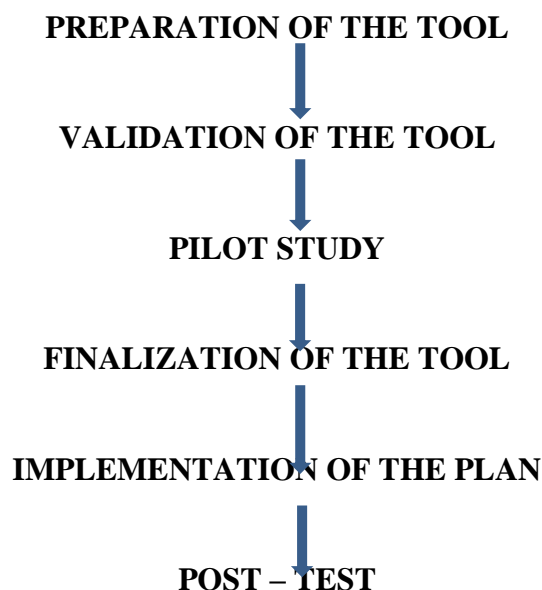 PREPARATION OF THE TOOL
VALIDATION OF THE TOOL
PILOT STUDY
FINALIZATION OF THE TOOL
IMPLEMENTATION OF THE PLAN
POST – TEST